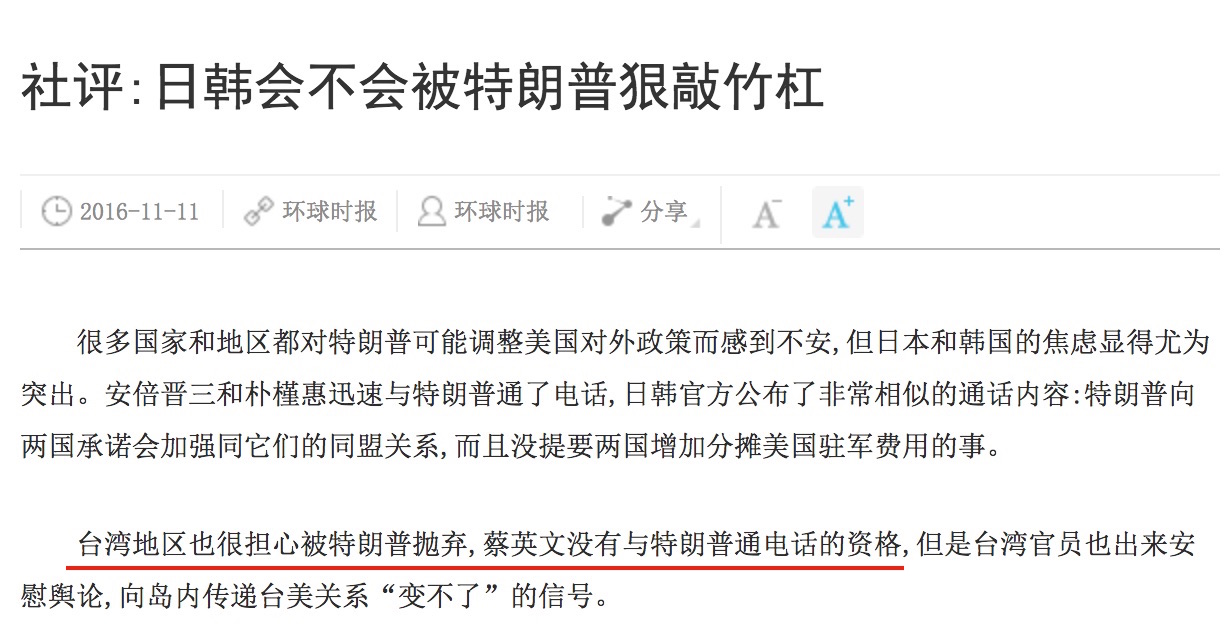 社评:日韩会不会被特朗普狠敲竹杠
2016-11-11 环球时报 环球时报 分享 A- A+
很多国家和地区都对特朗普可能调整美国对外政策而感到不安,但日本和韩国的焦虑显得尤为
突出。安倍晋三和朴槿惠迅速与特朗普通了电话,日韩官方公布了非常相似的通话内容:特朗普向
两国承诺会加强同它们的同盟关系,而且没提要两国增加分摊美国驻军费用的事。
台湾地区也很担心被特朗普抛弃,蔡英文没有与特朗普通电话的资格,但是台湾官员也出来安
慰舆论,向岛内传递台美关系“变不了”的信号。